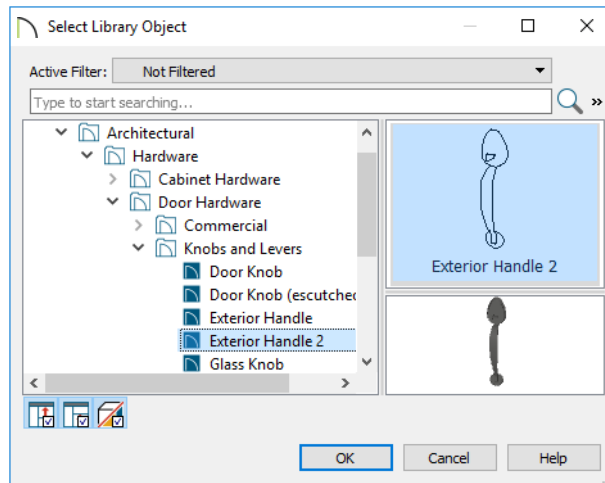 Select Library Object
Active Filter: Not Filtered
Type to start searching...
»
Architectural
Hardware
Cabinet Hardware
Door Hardware
Commercial
Knobs and Levers
Door Knob
Door Knob (escutche
Exterior Handle
Exterior Handle 2
Glass Knob
Exterior Handle 2
OK Cancel Help